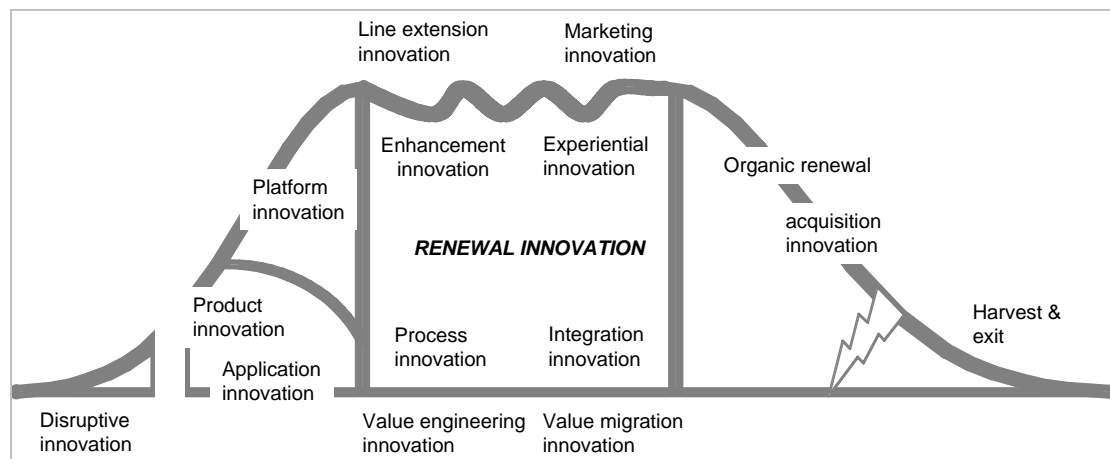 Line extension
innovation
Marketing
innovation
Enhancement
innovation
Experiential
innovation
Organic renewal
Platform
innovation
acquisition
innovation
RENEWAL INNOVATION
Product
innovation
Process
innovation
Integration
innovation
Harvest &
exit
Application
innovation
Disruptive
innovation
Value engineering
innovation
Value migration
innovation